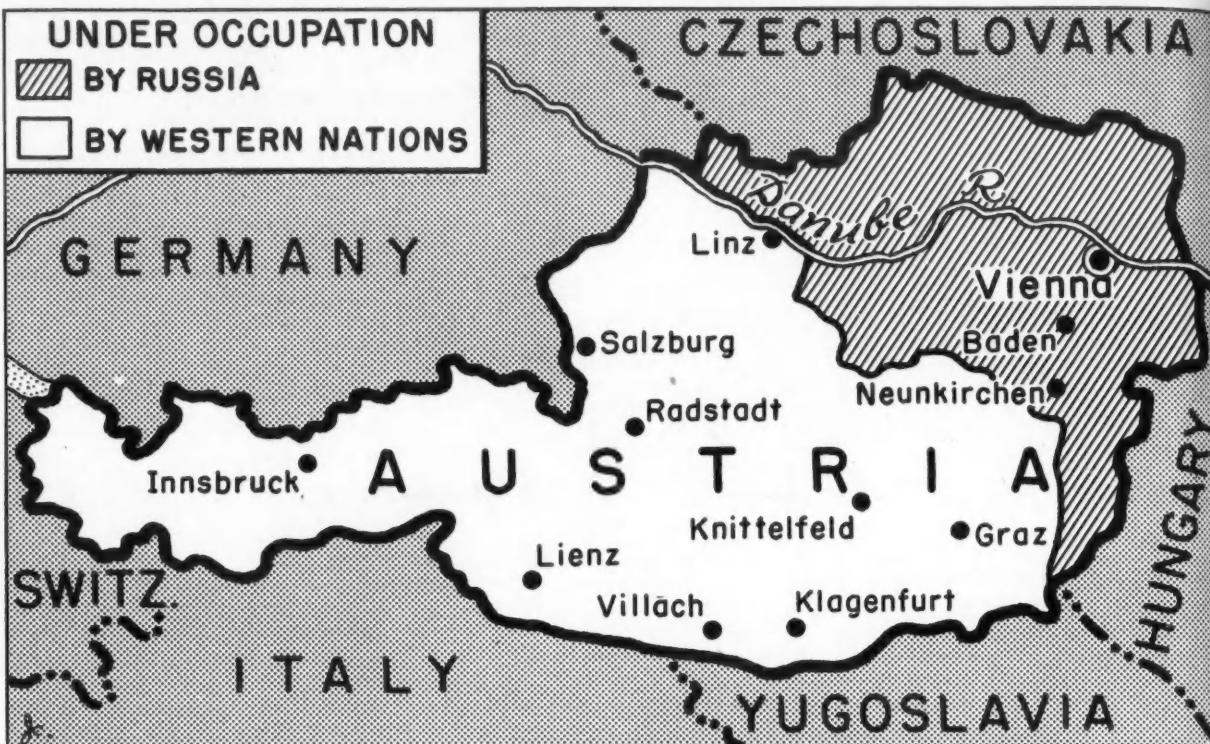 UNDER OCCUPATION
BY RUSSIA
BY WESTERN NATIONS
CZECHOSLOVAKIA
Danube R.
Linz
GERMANY
Vienna
Baden
Salzburg
Neunkirchen
Radstadt
AUSTRIA
Innsbruck
Knittelfeld
Graz
Lienz
SWITZ.
Villach
Klagenfurt
HUNGARY
ITALY
YUGOSLAVIA